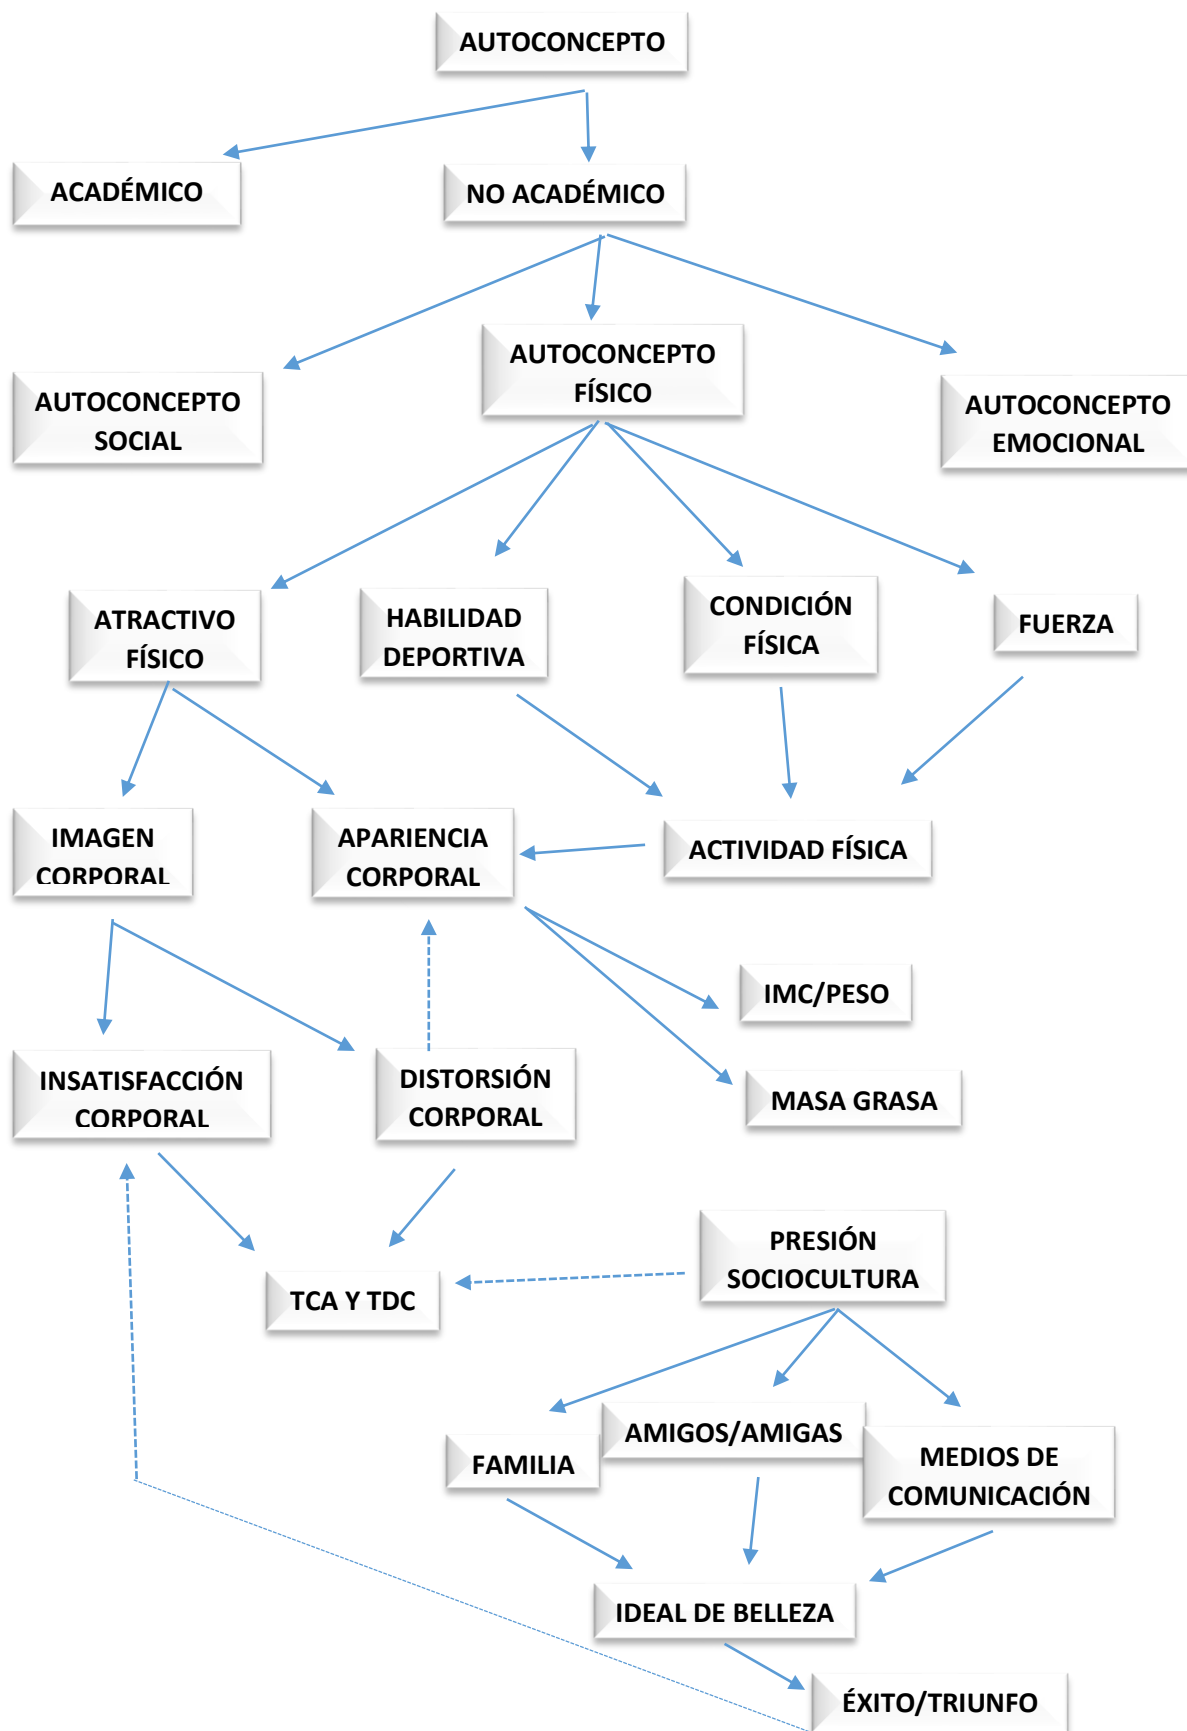 AUTOCONCEPTO
ACADÉMICO
NO ACADÉMICO
AUTOCONCEPTO
SOCIAL
AUTOCONCEPTO
FÍSICO
AUTOCONCEPTO
EMOCIONAL
ATRACTIVO
FÍSICO
HABILIDAD
DEPORTIVA
CONDICIÓN
FÍSICA
FUERZA
IMAGEN
CORPORAL
APARIENCIA
CORPORAL
ACTIVIDAD FÍSICA
IMC/PESO
MASA GRASA
INSATISFACCIÓN
CORPORAL
DISTORSIÓN
CORPORAL
TCA Y TDC
PRESIÓN
SOCIOCULTURA
FAMILIA
AMIGOS/AMIGAS
MEDIOS DE
COMUNICACIÓN
IDEAL DE BELLEZA
ÉXITO/TRIUNFO